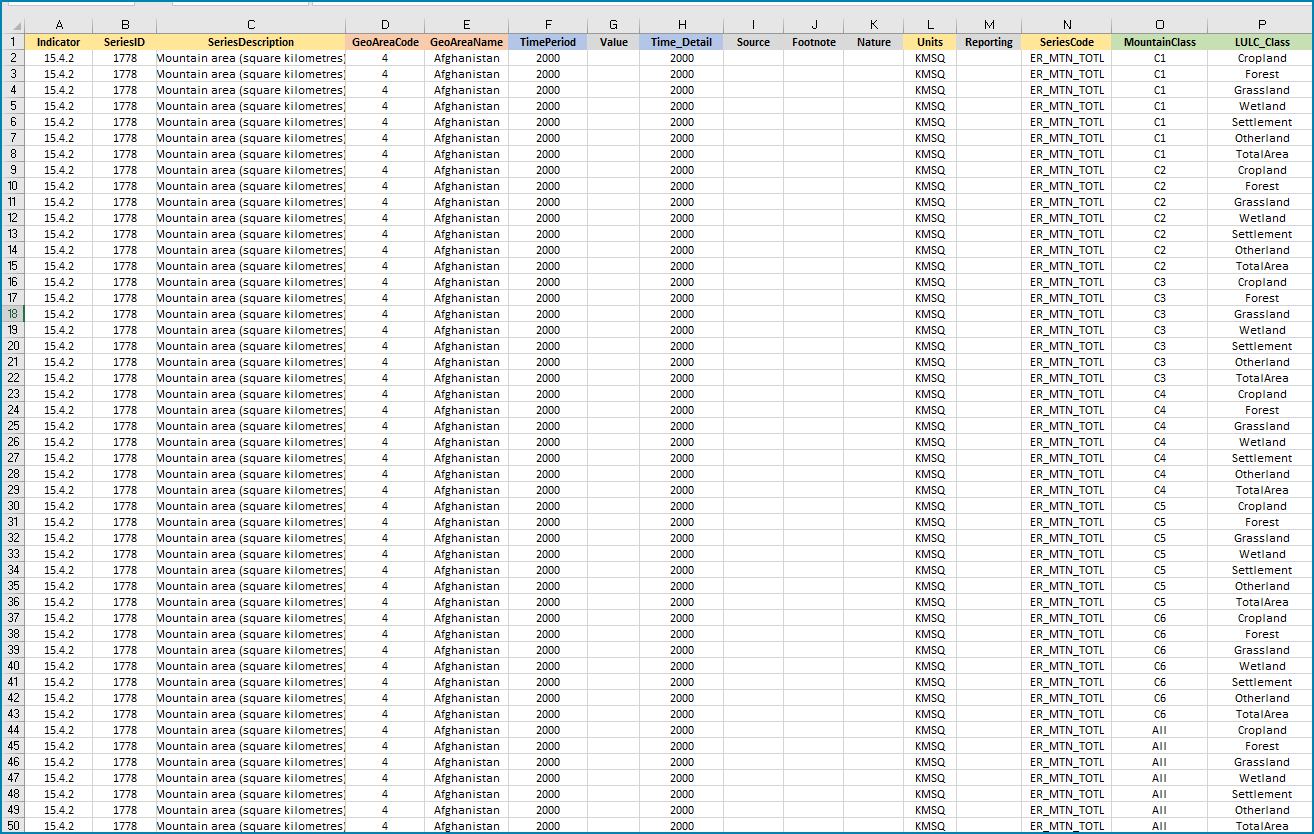 A B C D E F G H I J K L M N O P
1 Indicator SeriesID SeriesDescription GeoAreaCode GeoAreaName TimePeriod Value Time_Detail Source Footnote Nature Units Reporting SeriesCode MountainClass LULC_Class
2 15.4.2 1778 Mountain area (square kilometres) 4 Afghanistan 2000 2000 KMSQ ER_MTN_TOTL C1 Cropland
3 15.4.2 1778 Mountain area (square kilometres) 4 Afghanistan 2000 2000 KMSQ ER_MTN_TOTL C1 Forest
4 15.4.2 1778 Mountain area (square kilometres) 4 Afghanistan 2000 2000 KMSQ ER_MTN_TOTL C1 Grassland
5 15.4.2 1778 Mountain area (square kilometres) 4 Afghanistan 2000 2000 KMSQ ER_MTN_TOTL C1 Wetland
6 15.4.2 1778 Mountain area (square kilometres) 4 Afghanistan 2000 2000 KMSQ ER_MTN_TOTL C1 Settlement
7 15.4.2 1778 Mountain area (square kilometres) 4 Afghanistan 2000 2000 KMSQ ER_MTN_TOTL C1 Otherland
8 15.4.2 1778 Mountain area (square kilometres) 4 Afghanistan 2000 2000 KMSQ ER_MTN_TOTL C1 TotalArea
9 15.4.2 1778 Mountain area (square kilometres) 4 Afghanistan 2000 2000 KMSQ ER_MTN_TOTL C2 Cropland
10 15.4.2 1778 Mountain area (square kilometres) 4 Afghanistan 2000 2000 KMSQ ER_MTN_TOTL C2 Forest
11 15.4.2 1778 Mountain area (square kilometres) 4 Afghanistan 2000 2000 KMSQ ER_MTN_TOTL C2 Grassland
12 15.4.2 1778 Mountain area (square kilometres) 4 Afghanistan 2000 2000 KMSQ ER_MTN_TOTL C2 Wetland
13 15.4.2 1778 Mountain area (square kilometres) 4 Afghanistan 2000 2000 KMSQ ER_MTN_TOTL C2 Settlement
14 15.4.2 1778 Mountain area (square kilometres) 4 Afghanistan 2000 2000 KMSQ ER_MTN_TOTL C2 Otherland
15 15.4.2 1778 Mountain area (square kilometres) 4 Afghanistan 2000 2000 KMSQ ER_MTN_TOTL C2 TotalArea
16 15.4.2 1778 Mountain area (square kilometres) 4 Afghanistan 2000 2000 KMSQ ER_MTN_TOTL C3 Cropland
17 15.4.2 1778 Mountain area (square kilometres) 4 Afghanistan 2000 2000 KMSQ ER_MTN_TOTL C3 Forest
18 15.4.2 1778 Mountain area (square kilometres) 4 Afghanistan 2000 2000 KMSQ ER_MTN_TOTL C3 Grassland
19 15.4.2 1778 Mountain area (square kilometres) 4 Afghanistan 2000 2000 KMSQ ER_MTN_TOTL C3 Wetland
20 15.4.2 1778 Mountain area (square kilometres) 4 Afghanistan 2000 2000 KMSQ ER_MTN_TOTL C3 Settlement
21 15.4.2 1778 Mountain area (square kilometres) 4 Afghanistan 2000 2000 KMSQ ER_MTN_TOTL C3 Otherland
22 15.4.2 1778 Mountain area (square kilometres) 4 Afghanistan 2000 2000 KMSQ ER_MTN_TOTL C3 TotalArea
23 15.4.2 1778 Mountain area (square kilometres) 4 Afghanistan 2000 2000 KMSQ ER_MTN_TOTL C4 Cropland
24 15.4.2 1778 Mountain area (square kilometres) 4 Afghanistan 2000 2000 KMSQ ER_MTN_TOTL C4 Forest
25 15.4.2 1778 Mountain area (square kilometres) 4 Afghanistan 2000 2000 KMSQ ER_MTN_TOTL C4 Grassland
26 15.4.2 1778 Mountain area (square kilometres) 4 Afghanistan 2000 2000 KMSQ ER_MTN_TOTL C4 Wetland
27 15.4.2 1778 Mountain area (square kilometres) 4 Afghanistan 2000 2000 KMSQ ER_MTN_TOTL C4 Settlement
28 15.4.2 1778 Mountain area (square kilometres) 4 Afghanistan 2000 2000 KMSQ ER_MTN_TOTL C4 Otherland
29 15.4.2 1778 Mountain area (square kilometres) 4 Afghanistan 2000 2000 KMSQ ER_MTN_TOTL C4 TotalArea
30 15.4.2 1778 Mountain area (square kilometres) 4 Afghanistan 2000 2000 KMSQ ER_MTN_TOTL C5 Cropland
31 15.4.2 1778 Mountain area (square kilometres) 4 Afghanistan 2000 2000 KMSQ ER_MTN_TOTL C5 Forest
32 15.4.2 1778 Mountain area (square kilometres) 4 Afghanistan 2000 2000 KMSQ ER_MTN_TOTL C5 Grassland
33 15.4.2 1778 Mountain area (square kilometres) 4 Afghanistan 2000 2000 KMSQ ER_MTN_TOTL C5 Wetland
34 15.4.2 1778 Mountain area (square kilometres) 4 Afghanistan 2000 2000 KMSQ ER_MTN_TOTL C5 Settlement
35 15.4.2 1778 Mountain area (square kilometres) 4 Afghanistan 2000 2000 KMSQ ER_MTN_TOTL C5 Otherland
36 15.4.2 1778 Mountain area (square kilometres) 4 Afghanistan 2000 2000 KMSQ ER_MTN_TOTL C5 TotalArea
37 15.4.2 1778 Mountain area (square kilometres) 4 Afghanistan 2000 2000 KMSQ ER_MTN_TOTL C6 Cropland
38 15.4.2 1778 Mountain area (square kilometres) 4 Afghanistan 2000 2000 KMSQ ER_MTN_TOTL C6 Forest
39 15.4.2 1778 Mountain area (square kilometres) 4 Afghanistan 2000 2000 KMSQ ER_MTN_TOTL C6 Grassland
40 15.4.2 1778 Mountain area (square kilometres) 4 Afghanistan 2000 2000 KMSQ ER_MTN_TOTL C6 Wetland
41 15.4.2 1778 Mountain area (square kilometres) 4 Afghanistan 2000 2000 KMSQ ER_MTN_TOTL C6 Settlement
42 15.4.2 1778 Mountain area (square kilometres) 4 Afghanistan 2000 2000 KMSQ ER_MTN_TOTL C6 Otherland
43 15.4.2 1778 Mountain area (square kilometres) 4 Afghanistan 2000 2000 KMSQ ER_MTN_TOTL C6 TotalArea
44 15.4.2 1778 Mountain area (square kilometres) 4 Afghanistan 2000 2000 KMSQ ER_MTN_TOTL All Cropland
45 15.4.2 1778 Mountain area (square kilometres) 4 Afghanistan 2000 2000 KMSQ ER_MTN_TOTL All Forest
46 15.4.2 1778 Mountain area (square kilometres) 4 Afghanistan 2000 2000 KMSQ ER_MTN_TOTL All Grassland
47 15.4.2 1778 Mountain area (square kilometres) 4 Afghanistan 2000 2000 KMSQ ER_MTN_TOTL All Wetland
48 15.4.2 1778 Mountain area (square kilometres) 4 Afghanistan 2000 2000 KMSQ ER_MTN_TOTL All Settlement
49 15.4.2 1778 Mountain area (square kilometres) 4 Afghanistan 2000 2000 KMSQ ER_MTN_TOTL All Otherland
50 15.4.2 1778 Mountain area (square kilometres) 4 Afghanistan 2000 2000 KMSQ ER_MTN_TOTL All TotalArea